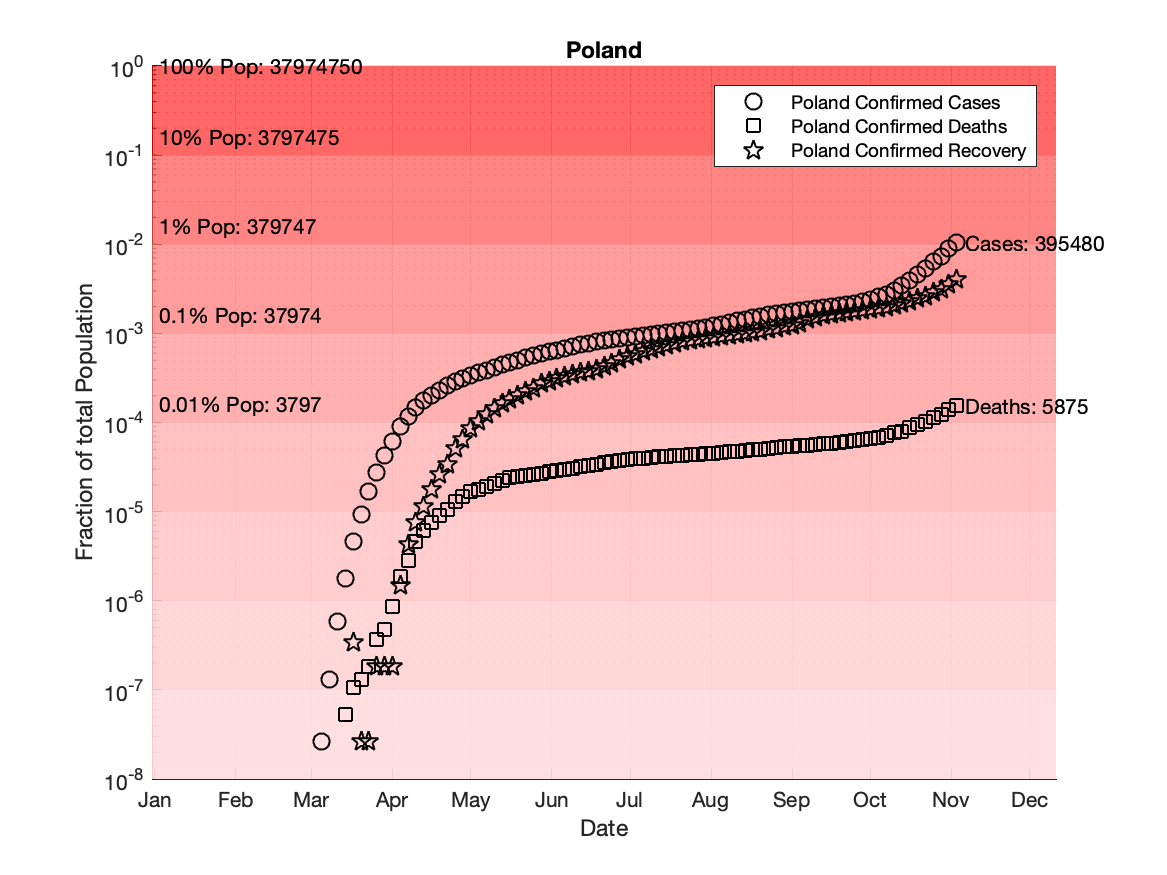 Poland
10^0
100% Pop: 37974750
Poland Confirmed Cases
Poland Confirmed Deaths
Poland Confirmed Recovery
10% Pop: 3797475
10^-1
1% Pop: 379747
10^-2
Cases: 395480
0.1% Pop: 37974
10^-3
0.01% Pop: 3797
Deaths: 5875
10^-4
10^-5
10^-6
10^-7
10^-8
Fraction of total Population
Jan Feb Mar Apr May Jun Jul Aug Sep Oct Nov Dec
Date